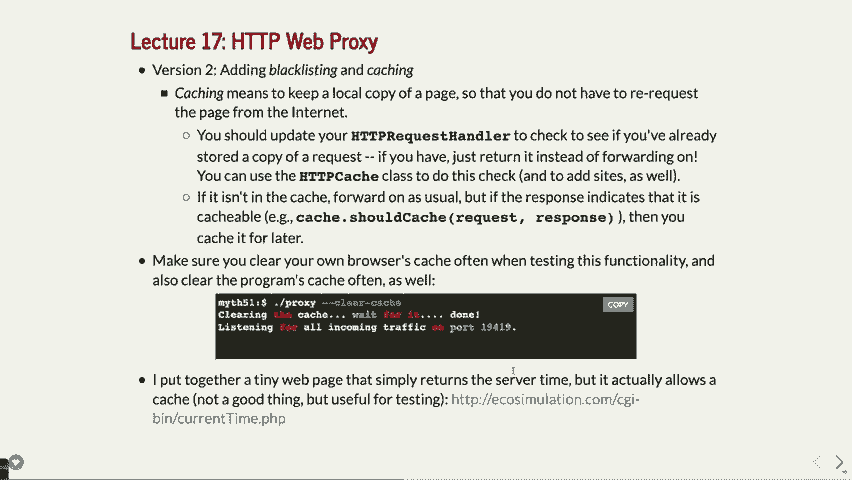 Lecture 17: HTTP Web Proxy
Version 2: Adding blacklisting and caching
Caching means to keep a local copy of a page, so that you do not have to re-request
the page from the Internet.
You should update your HTTPRequestHandler to check to see if you've already
stored a copy of a request -- if you have, just return it instead of forwarding on!
You can use the HTTPCache class to do this check (and to add sites, as well).
If it isn't in the cache, forward on as usual, but if the response indicates that it is
cacheable (e.g., cache.shouldCache(request, response) ), then you
cache it for later.
Make sure you clear your own browser's cache often when testing this functionality, and
also clear the program's cache often, as well:
myth51:$ ./proxy --clear-cache
COPY
Clearing the cache... wait for it.... done!
Listening for all incoming traffic on port 19419.
I put together a tiny web page that simply returns the server time, but it actually allows a
cache (not a good thing, but useful for testing): http://ecosimulation.com/cgi-
bin/currentTime.php